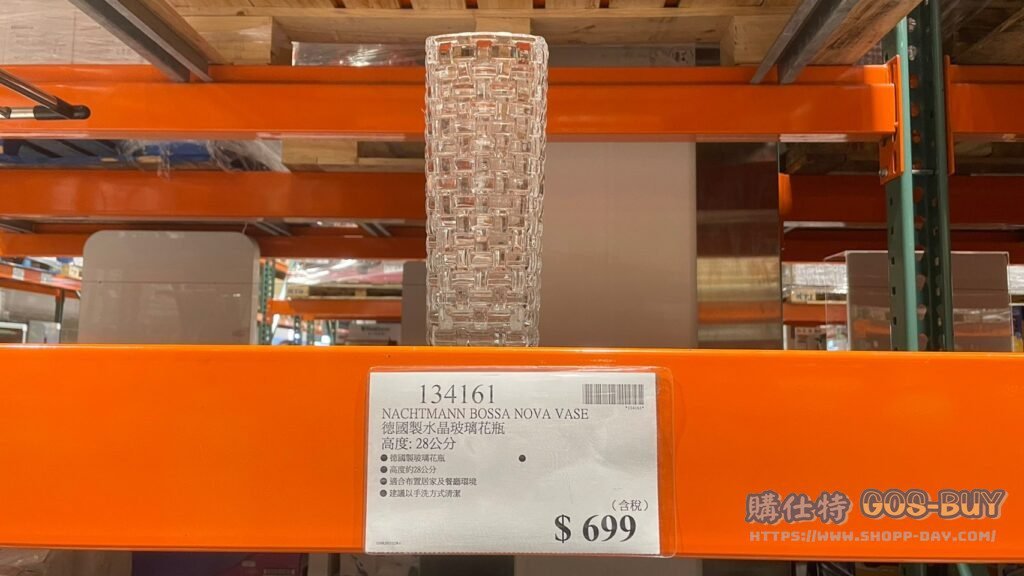 134161
*134161*
NACHTMANN BOSSA NOVA VASE
德國製水晶玻璃花瓶
高度: 28公分
● 德國製玻璃花瓶
● 高度約28公分
● 適合布置居家及餐廳環境
● 建議以手洗方式清潔
(含稅)
$ 699
購仕特 GOS-BUY
HTTPS://WWW.SHOPP-DAY.COM/